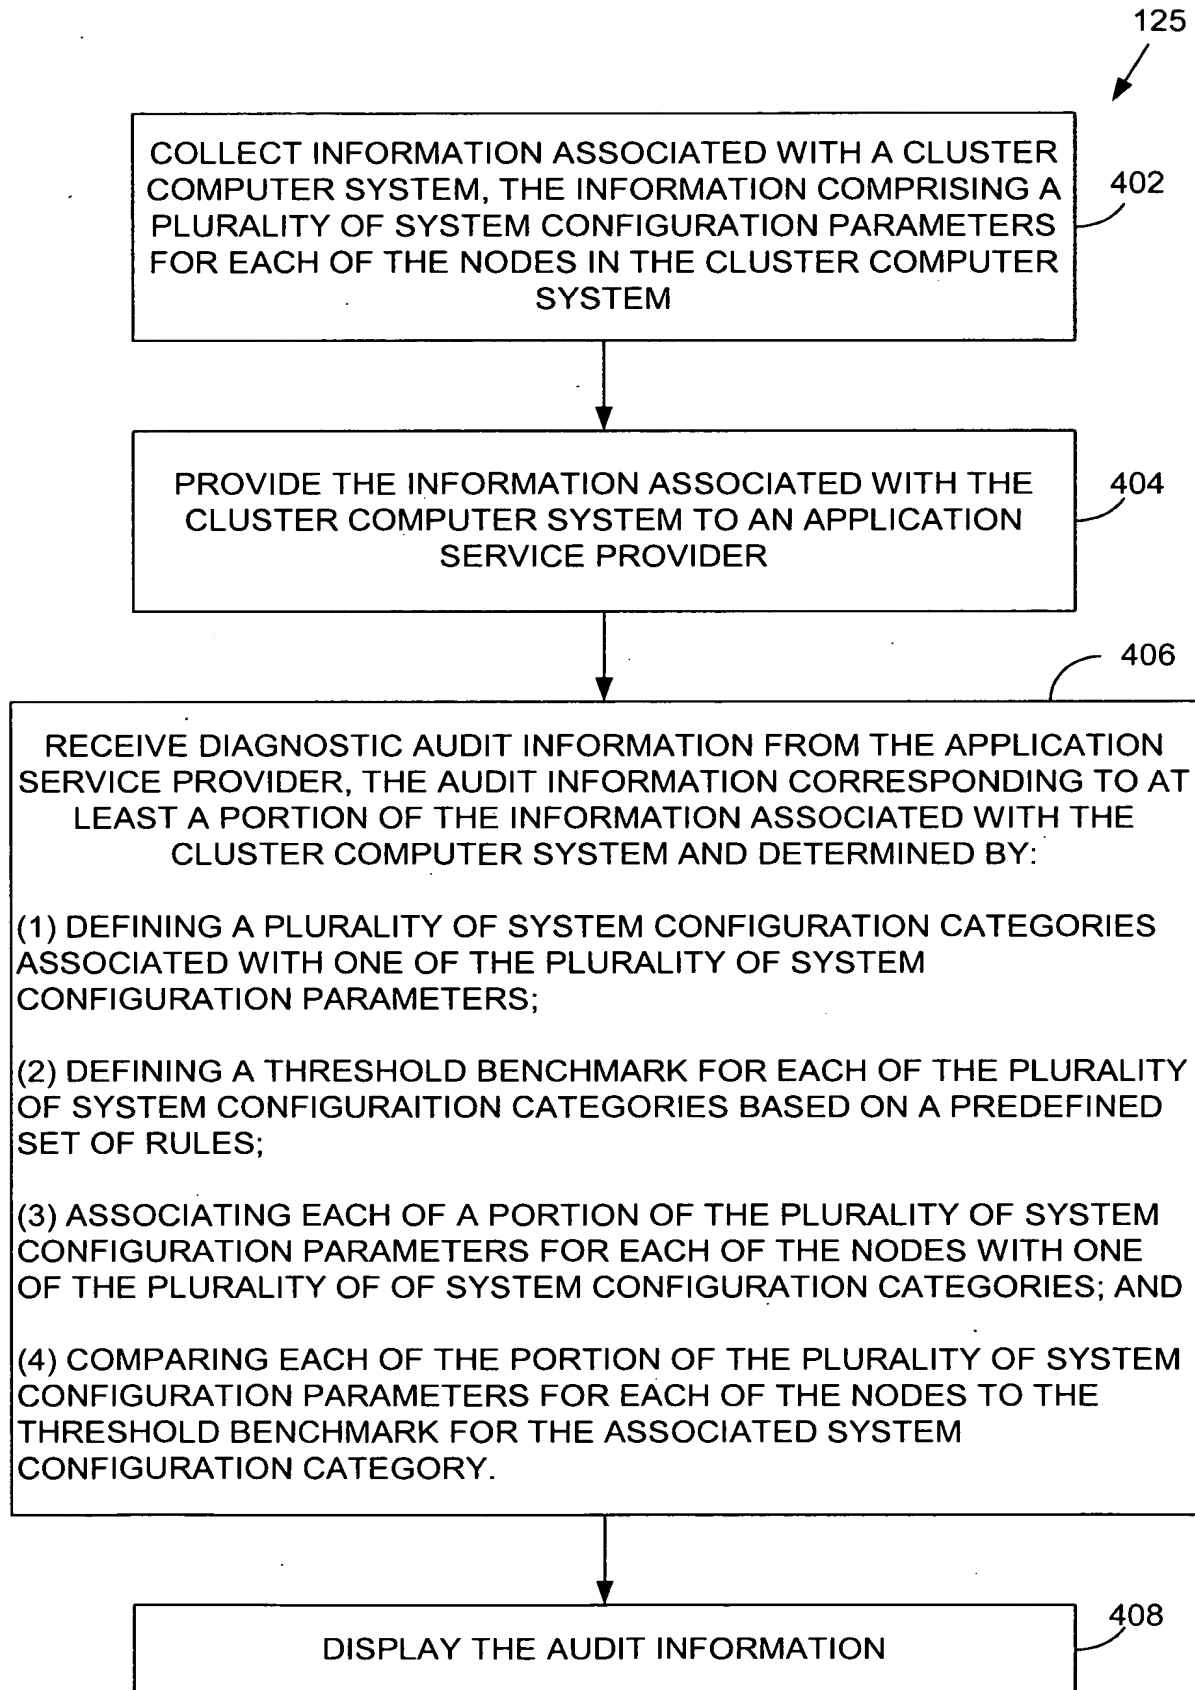 125
COLLECT INFORMATION ASSOCIATED WITH A CLUSTER
COMPUTER SYSTEM, THE INFORMATION COMPRISING A
PLURALITY OF SYSTEM CONFIGURATION PARAMETERS
FOR EACH OF THE NODES IN THE CLUSTER COMPUTER
SYSTEM
402
PROVIDE THE INFORMATION ASSOCIATED WITH THE
CLUSTER COMPUTER SYSTEM TO AN APPLICATION
SERVICE PROVIDER
404
406
RECEIVE DIAGNOSTIC AUDIT INFORMATION FROM THE APPLICATION
SERVICE PROVIDER, THE AUDIT INFORMATION CORRESPONDING TO AT
LEAST A PORTION OF THE INFORMATION ASSOCIATED WITH THE
CLUSTER COMPUTER SYSTEM AND DETERMINED BY:
(1) DEFINING A PLURALITY OF SYSTEM CONFIGURATION CATEGORIES
ASSOCIATED WITH ONE OF THE PLURALITY OF SYSTEM
CONFIGURATION PARAMETERS;
(2) DEFINING A THRESHOLD BENCHMARK FOR EACH OF THE PLURALITY
OF SYSTEM CONFIGURAITION CATEGORIES BASED ON A PREDEFINED
SET OF RULES;
(3) ASSOCIATING EACH OF A PORTION OF THE PLURALITY OF SYSTEM
CONFIGURATION PARAMETERS FOR EACH OF THE NODES WITH ONE
OF THE PLURALITY OF OF SYSTEM CONFIGURATION CATEGORIES; AND
(4) COMPARING EACH OF THE PORTION OF THE PLURALITY OF SYSTEM
CONFIGURATION PARAMETERS FOR EACH OF THE NODES TO THE
THRESHOLD BENCHMARK FOR THE ASSOCIATED SYSTEM
CONFIGURATION CATEGORY.
DISPLAY THE AUDIT INFORMATION
408